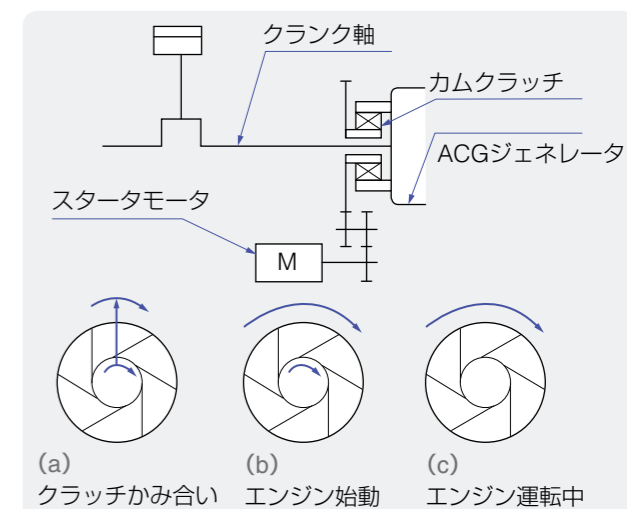 クランク軸
カムクラッチ
ACGジェネレータ
スタータモータ
M
(a)
クラッチかみ合い
(b)
エンジン始動
(c)
エンジン運転中